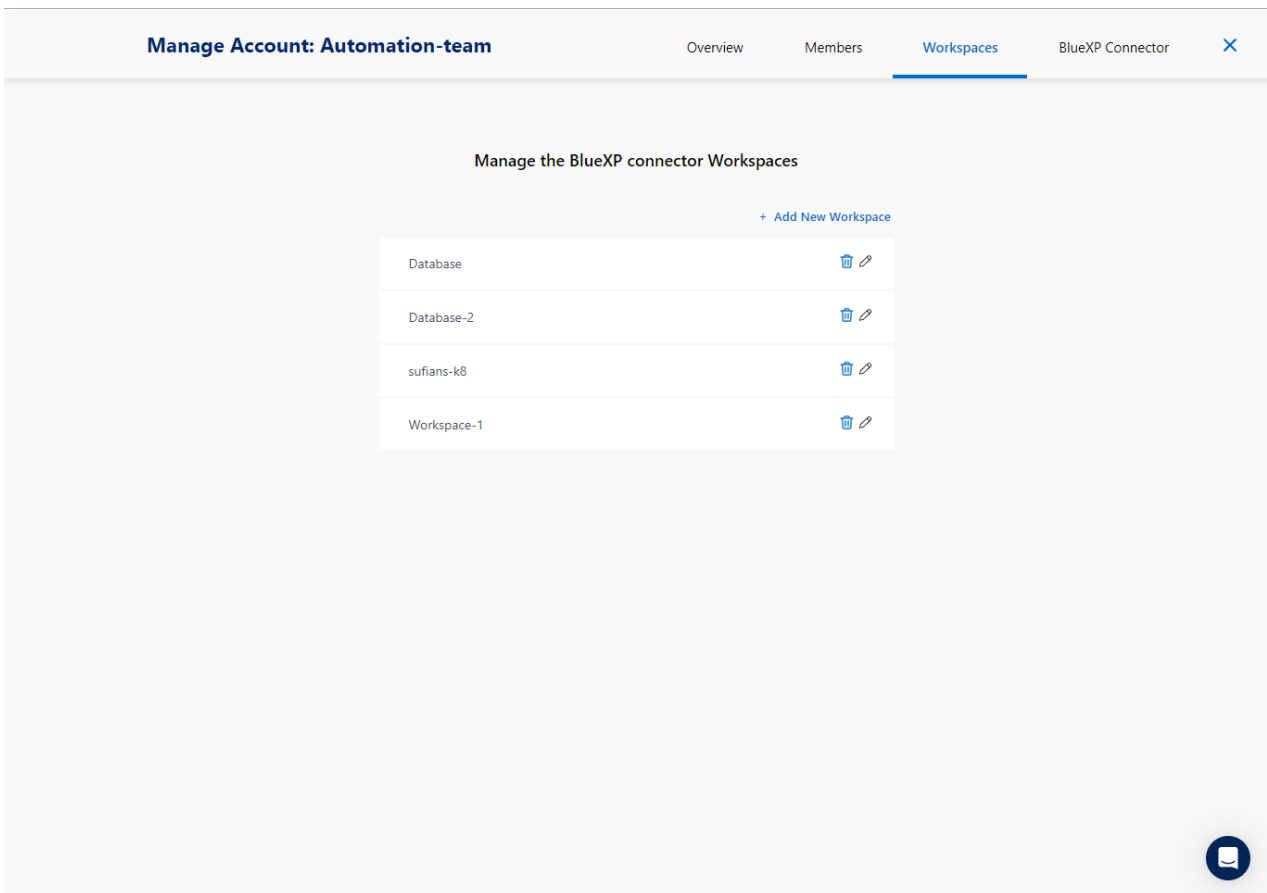 Manage Account: Automation-team Overview Members Workspaces BlueXP Connector
Manage the BlueXP connector Workspaces
+ Add New Workspace
Database
Database-2
sufians-k8
Workspace-1